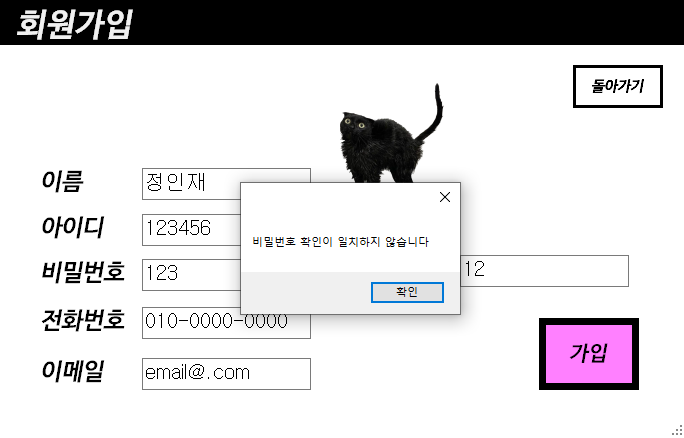 회원가입
돌아가기
이름 정인재
아이디 123456
비밀번호 123
12
전화번호 010-0000-0000
이메일 email@.com
가입
비밀번호 확인이 일치하지 않습니다
확인